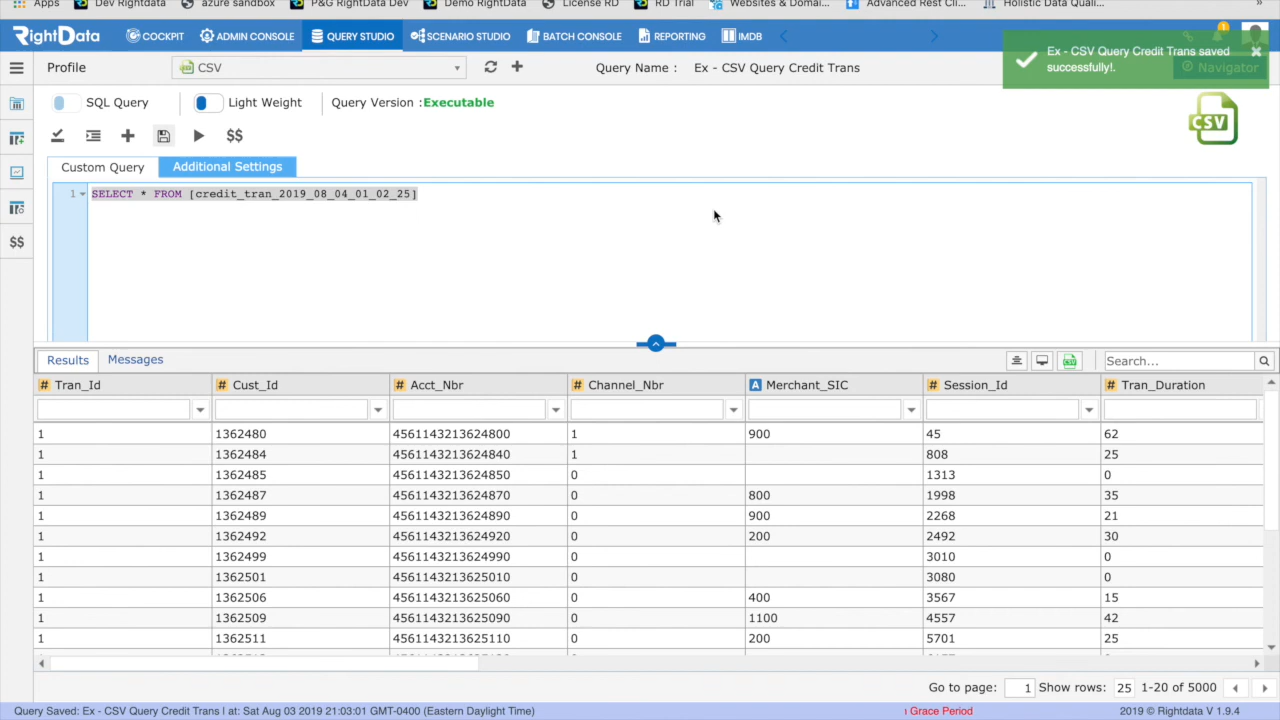 Apps Dev Rightdata azure sandbox P&G RightData Dev Demo RightData License RD RD Trial Websites & Domai... Advanced Rest Cli... Holistic Data Quali...
RightData COCKPIT ADMIN CONSOLE QUERY STUDIO SCENARIO STUDIO BATCH CONSOLE REPORTING IMDB 1
Ex - CSV Query Credit Trans saved
successfully!.
Navigator
Profile CSV Query Name : Ex - CSV Query Credit Trans
SQL Query Light Weight Query Version :Executable
CSV
$$
Custom Query Additional Settings
1 SELECT * FROM [credit_tran_2019_08_04_01_02_25]
$$
Results Messages Search...
# Tran_Id # Cust_Id # Acct_Nbr # Channel_Nbr A Merchant_SIC # Session_Id # Tran_Duration
1 1362480 4561143213624800 1 900 45 62
1 1362484 4561143213624840 1 808 25
1 1362485 4561143213624850 0 1313 0
1 1362487 4561143213624870 0 800 1998 35
1 1362489 4561143213624890 0 900 2268 21
1 1362492 4561143213624920 0 200 2492 30
1 1362499 4561143213624990 0 3010 0
1 1362501 4561143213625010 0 3080 0
1 1362506 4561143213625060 0 400 3567 15
1 1362509 4561143213625090 0 1100 4557 42
1 1362511 4561143213625110 0 200 5701 25
Go to page: 1 Show rows: 25 1-20 of 5000
Query Saved: Ex - CSV Query Credit Trans | at: Sat Aug 03 2019 21:03:01 GMT-0400 (Eastern Daylight Time) Grace Period 2019 © Rightdata V 1.9.4